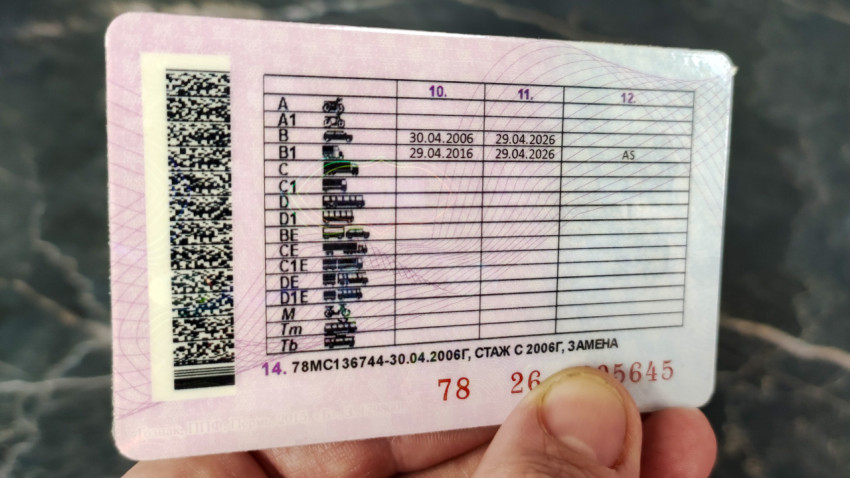 10. 11. 12.
A
A1
B 30.04.2006 29.04.2026
B1 29.04.2016 29.04.2026 AS
C
C1
D
D1
BE
CE
C1E
DE
D1E
M
Tm
Tb
14. 78МС136744-30.04.2006Г, СТАЖ С 2006Г, ЗАМЕНА
78 26 5645